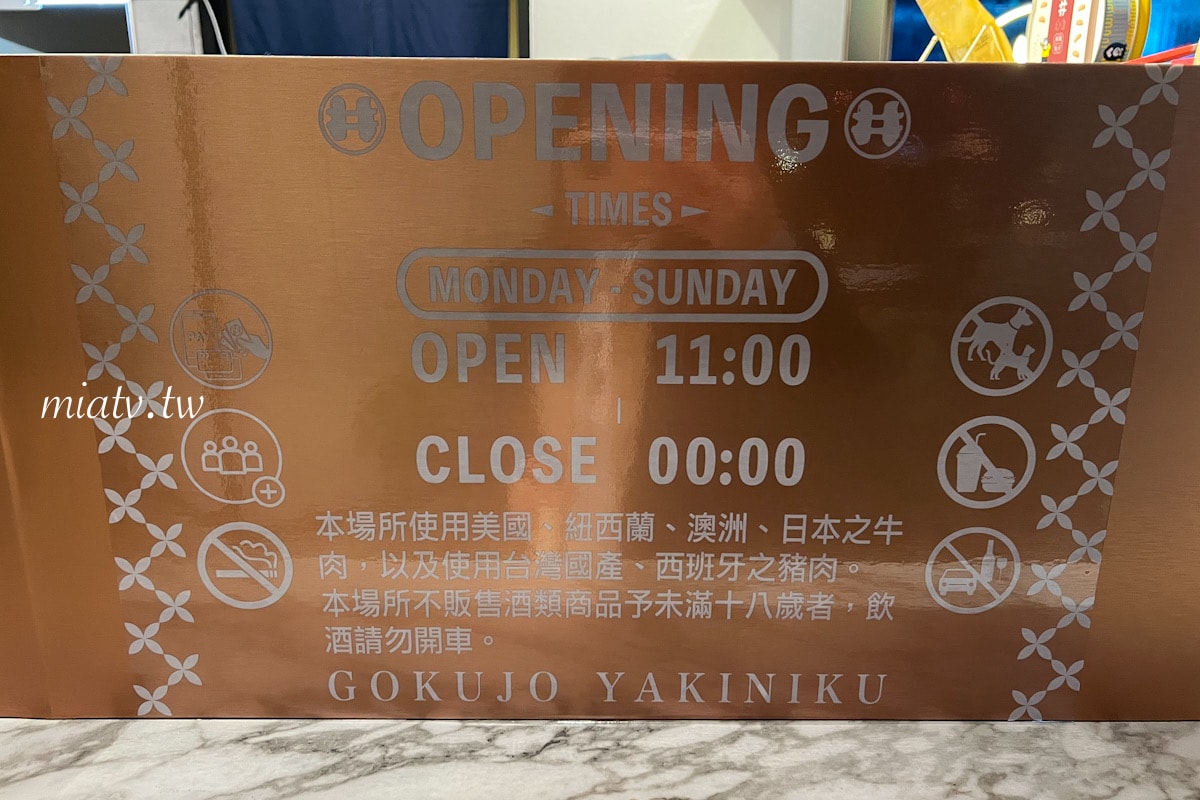 OPENING
TIMES
MONDAY - SUNDAY
OPEN 11:00
CLOSE 00:00
本場所使用美國、紐西蘭、澳洲、日本之牛
肉，以及使用台灣國產、西班牙之豬肉。
本場所不販售酒類商品予未滿十八歲者，飲
酒請勿開車。
GOKUJO YAKINIKU
miatv.tw